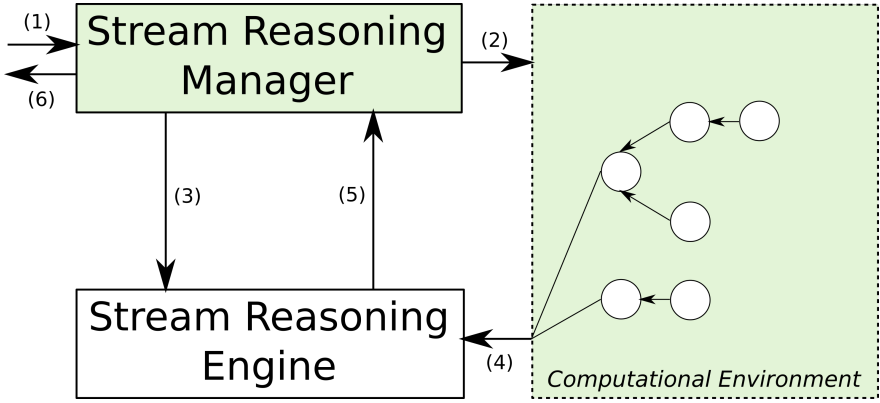 (1)
Stream Reasoning
Manager
(2)
(6)
(3)
(5)
Stream Reasoning
Engine
(4)
Computational Environment